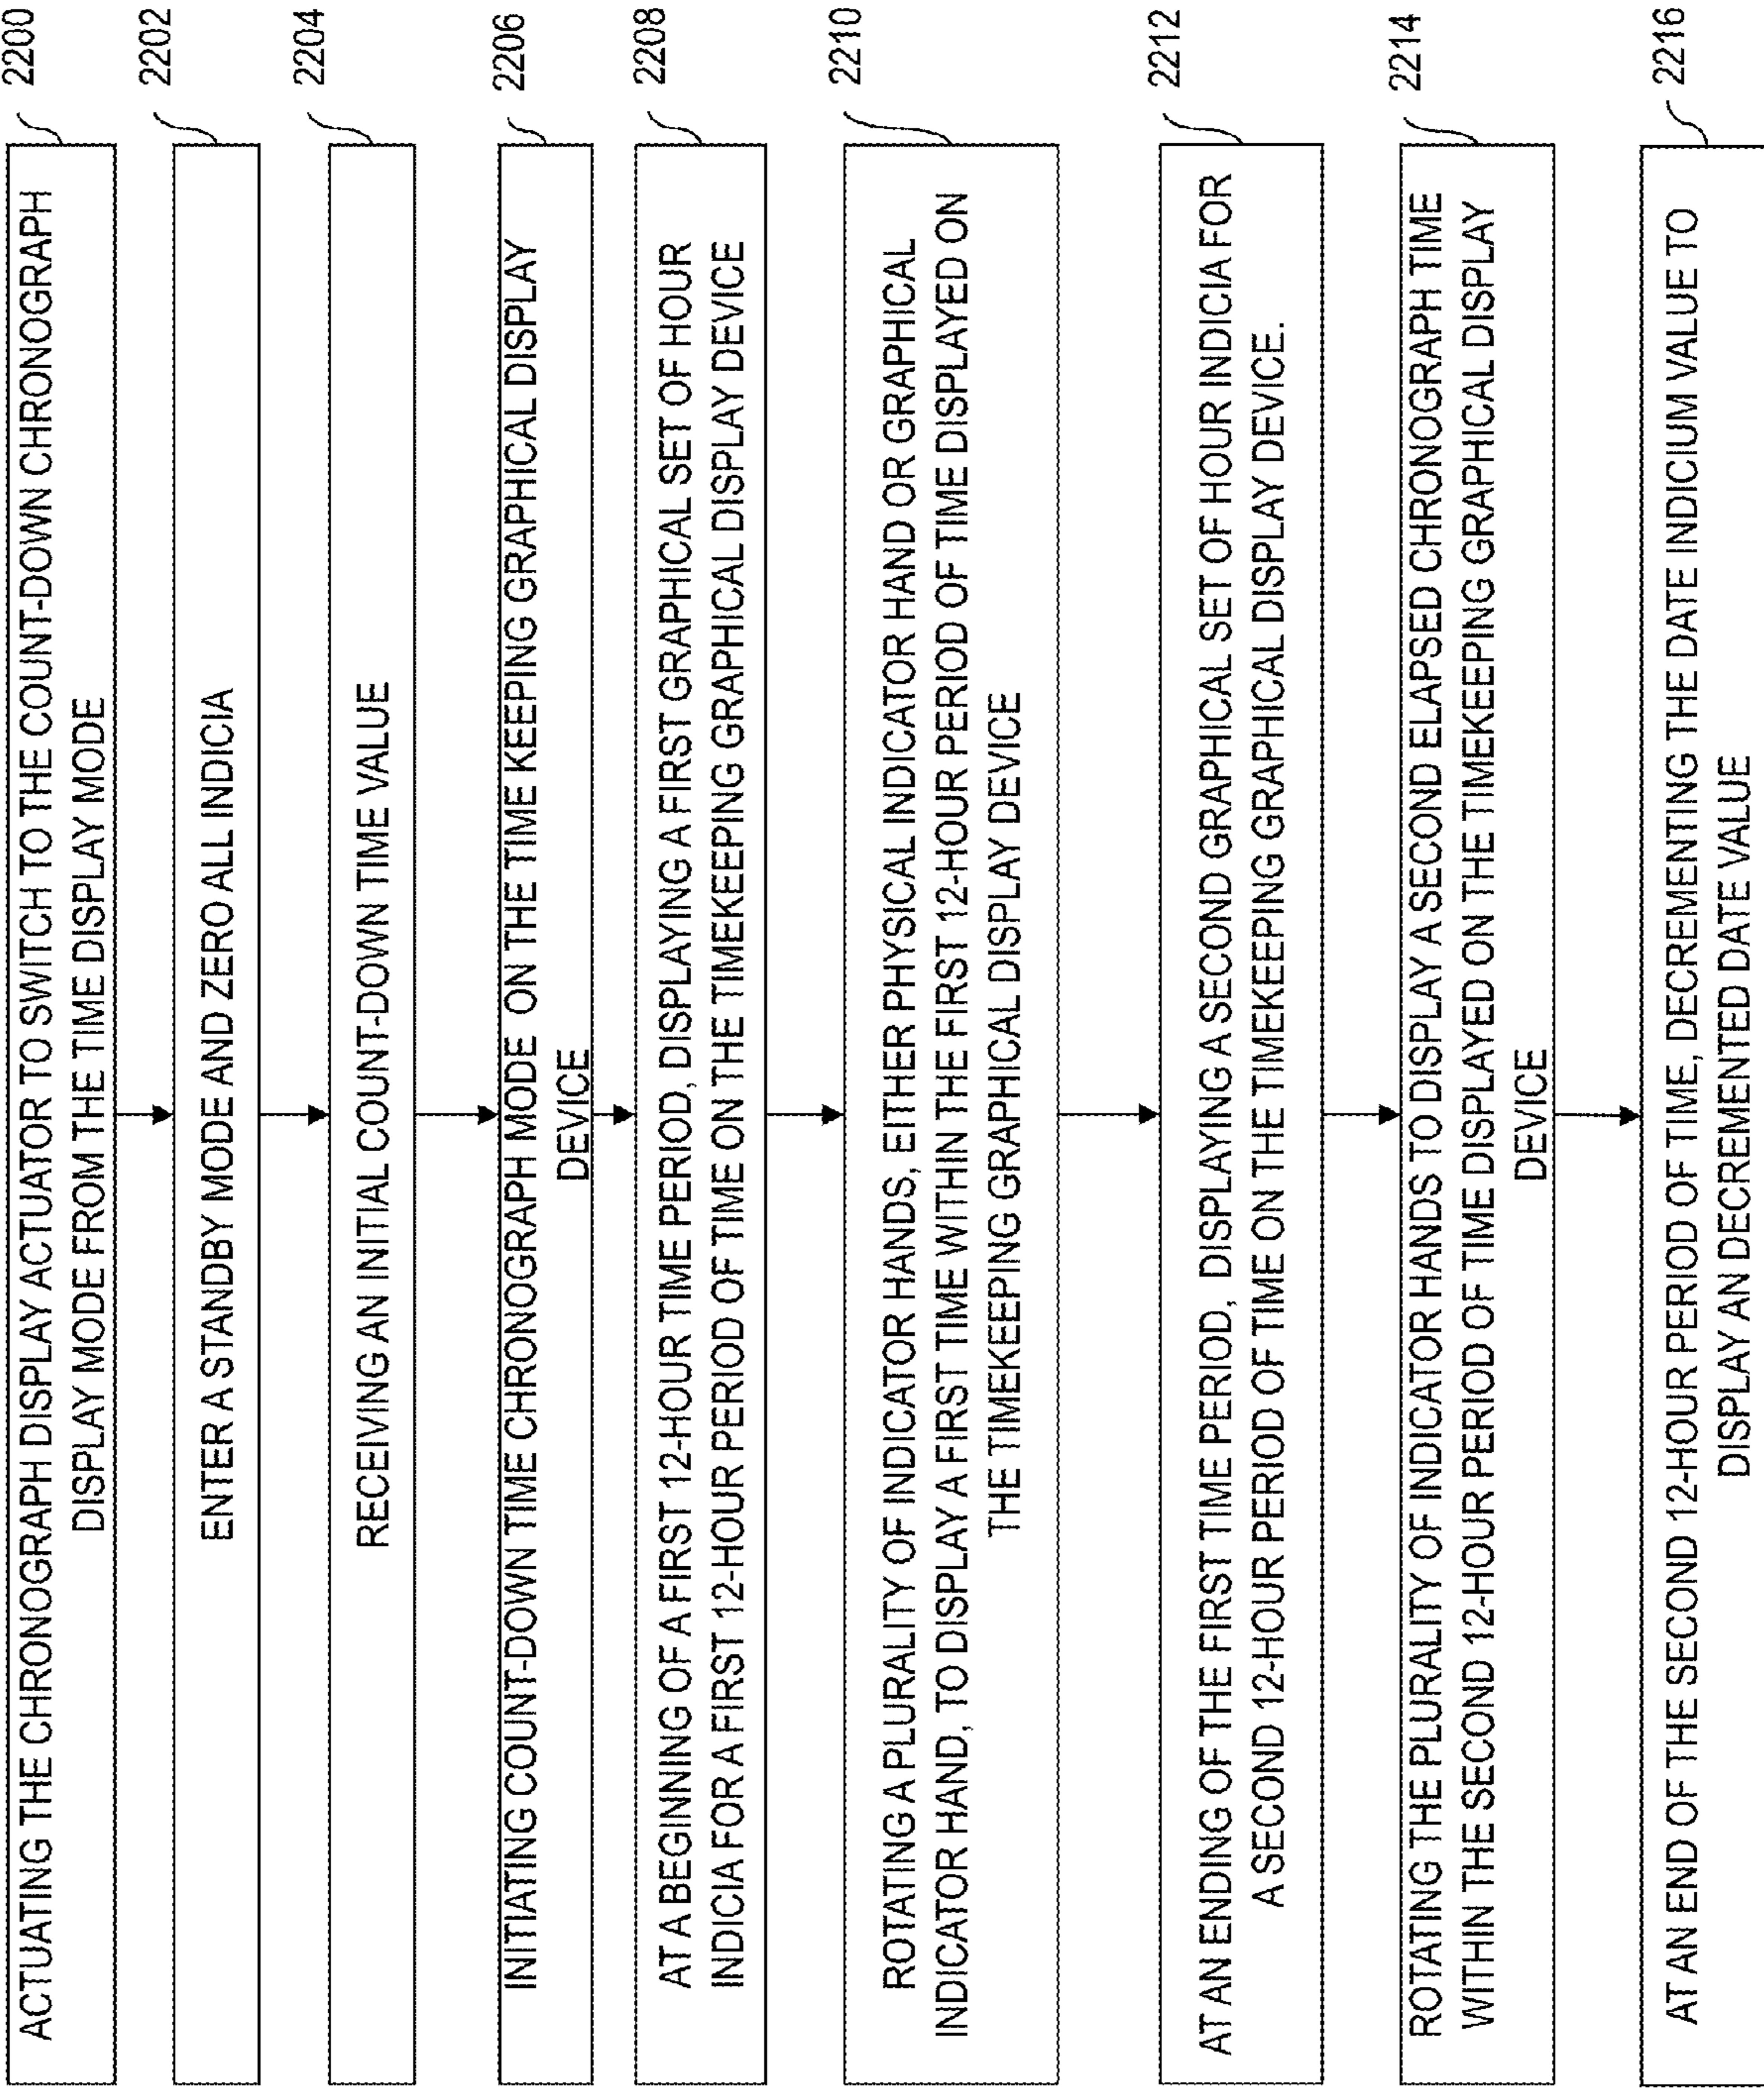 ACTUATING THE CHRONOGRAPH DISPLAY ACTUATOR TO SWITCH TO THE COUNT-DOWN CHRONOGRAPH
DISPLAY MODE FROM THE TIME DISPLAY MODE
2200
ENTER A STANDBY MODE AND ZERO ALL INDICIA
2202
RECEIVING AN INITIAL COUNT-DOWN TIME VALUE
2204
INITIATING COUNT-DOWN TIME CHRONOGRAPH MODE ON THE TIME KEEPING GRAPHICAL DISPLAY
DEVICE
2206
AT A BEGINNING OF A FIRST 12-HOUR TIME PERIOD, DISPLAYING A FIRST GRAPHICAL SET OF HOUR
INDICIA FOR A FIRST 12-HOUR PERIOD OF TIME ON THE TIMEKEEPING GRAPHICAL DISPLAY DEVICE
2208
ROTATING A PLURALITY OF INDICATOR HANDS, EITHER PHYSICAL INDICATOR HAND OR GRAPHICAL
INDICATOR HAND, TO DISPLAY A FIRST TIME WITHIN THE FIRST 12-HOUR PERIOD OF TIME DISPLAYED ON
THE TIMEKEEPING GRAPHICAL DISPLAY DEVICE
2210
AT AN ENDING OF THE FIRST TIME PERIOD, DISPLAYING A SECOND GRAPHICAL SET OF HOUR INDICIA FOR
A SECOND 12-HOUR PERIOD OF TIME ON THE TIMEKEEPING GRAPHICAL DISPLAY DEVICE.
2212
ROTATING THE PLURALITY OF INDICATOR HANDS TO DISPLAY A SECOND ELAPSED CHRONOGRAPH TIME
WITHIN THE SECOND 12-HOUR PERIOD OF TIME DISPLAYED ON THE TIMEKEEPING GRAPHICAL DISPLAY
DEVICE
2214
AT AN END OF THE SECOND 12-HOUR PERIOD OF TIME, DECREMENTING THE DATE INDICIUM VALUE TO
DISPLAY AN DECREMENTED DATE VALUE
2216